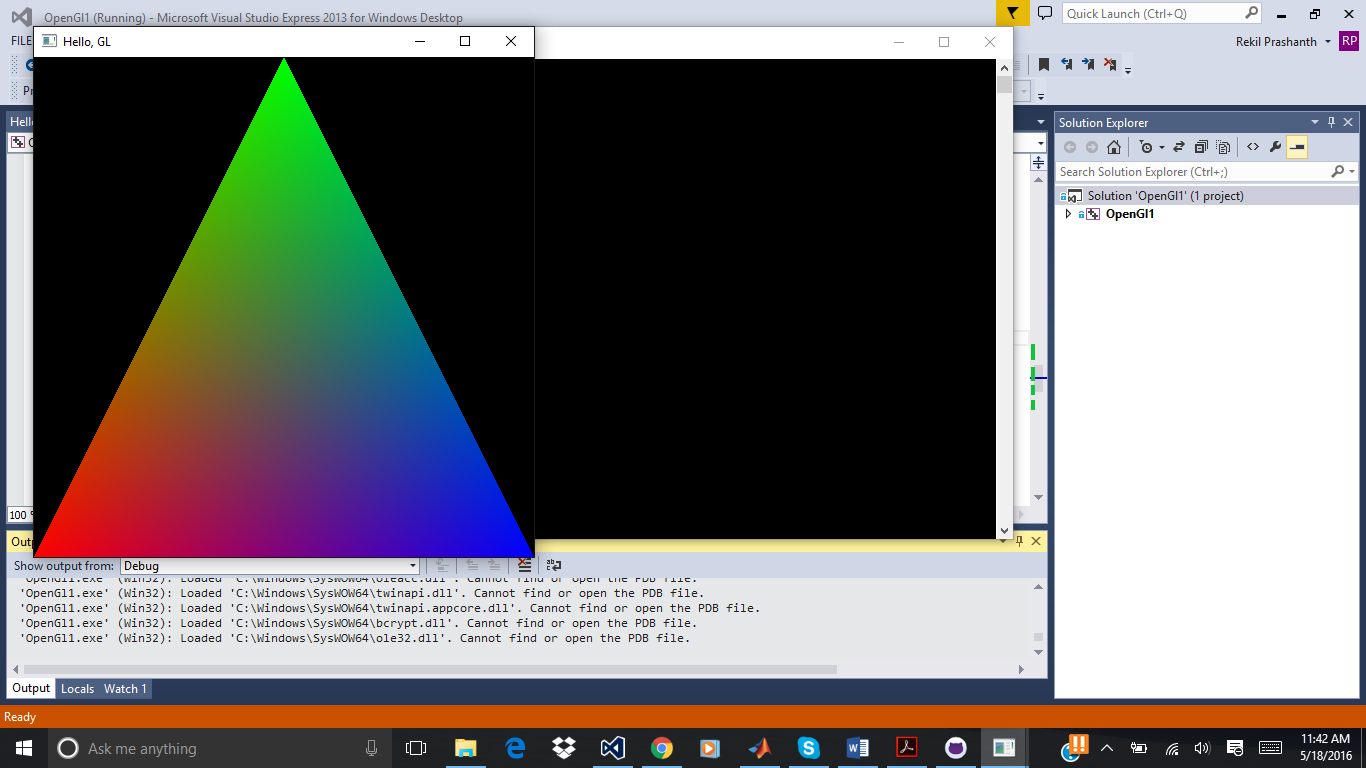 OpenGl1 (Running) - Microsoft Visual Studio Express 2013 for Windows Desktop
Quick Launch (Ctrl+Q)
Hello, GL
FILE
Rekil Prashanth
RP
Solution Explorer
Search Solution Explorer (Ctrl+;)
Solution 'OpenGl1' (1 project)
OpenGl1
100 %
Show output from:
Debug
'OpenGl1.exe' (Win32): Loaded 'C:\Windows\SysWOW64\oleacc.dll'. Cannot find or open the PDB file.
'OpenGl1.exe' (Win32): Loaded 'C:\Windows\SysWOW64\twinapi.dll'. Cannot find or open the PDB file.
'OpenGl1.exe' (Win32): Loaded 'C:\Windows\SysWOW64\twinapi.appcore.dll'. Cannot find or open the PDB file.
'OpenGl1.exe' (Win32): Loaded 'C:\Windows\SysWOW64\bcrypt.dll'. Cannot find or open the PDB file.
'OpenGl1.exe' (Win32): Loaded 'C:\Windows\SysWOW64\ole32.dll'. Cannot find or open the PDB file.
Output Locals Watch 1
Ready
Ask me anything
11:42 AM
5/18/2016